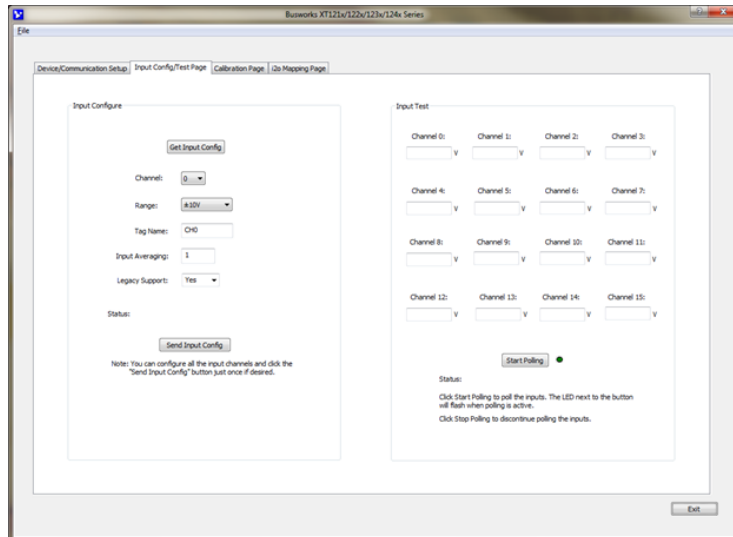 Busworks XT121x/122x/123x/124x Series
File
Device/Communication Setup Input Config/Test Page Calibration Page i2o Mapping Page
Input Configure
Get Input Config
Channel: 0
Range: ±10V
Tag Name: CH0
Input Averaging: 1
Legacy Support: Yes
Status:
Send Input Config
Note: You can configure all the input channels and click the
"Send Input Config" button just once if desired.
Input Test
Channel 0: Channel 1: Channel 2: Channel 3:
V V V V
Channel 4: Channel 5: Channel 6: Channel 7:
V V V V
Channel 8: Channel 9: Channel 10: Channel 11:
V V V V
Channel 12: Channel 13: Channel 14: Channel 15:
V V V V
Start Polling
Status:
Click Start Polling to poll the inputs. The LED next to the button
will flash when polling is active.
Click Stop Polling to discontinue polling the inputs.
Exit